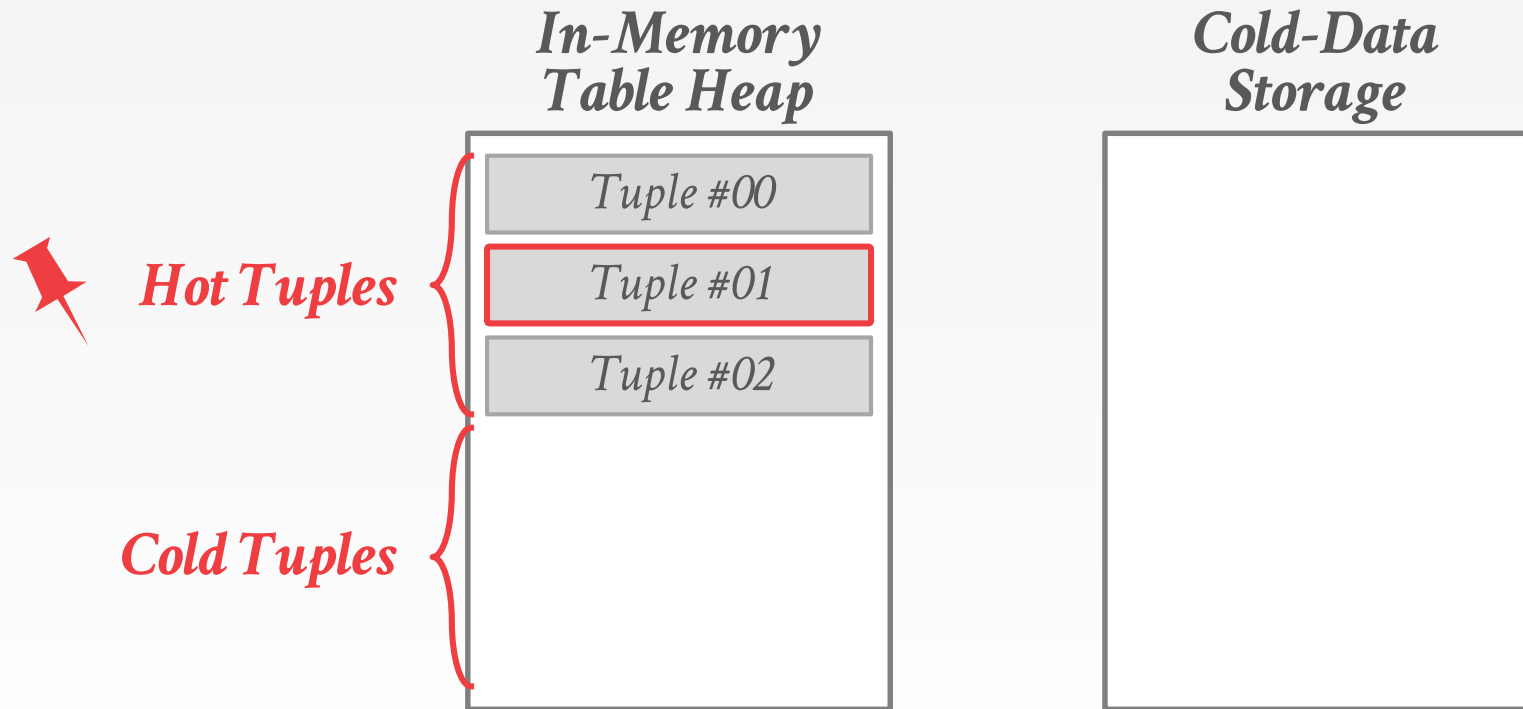 In-Memory
Table Heap
Cold-Data
Storage
Tuple #00
Hot Tuples
Tuple #01
Tuple #02
Cold Tuples